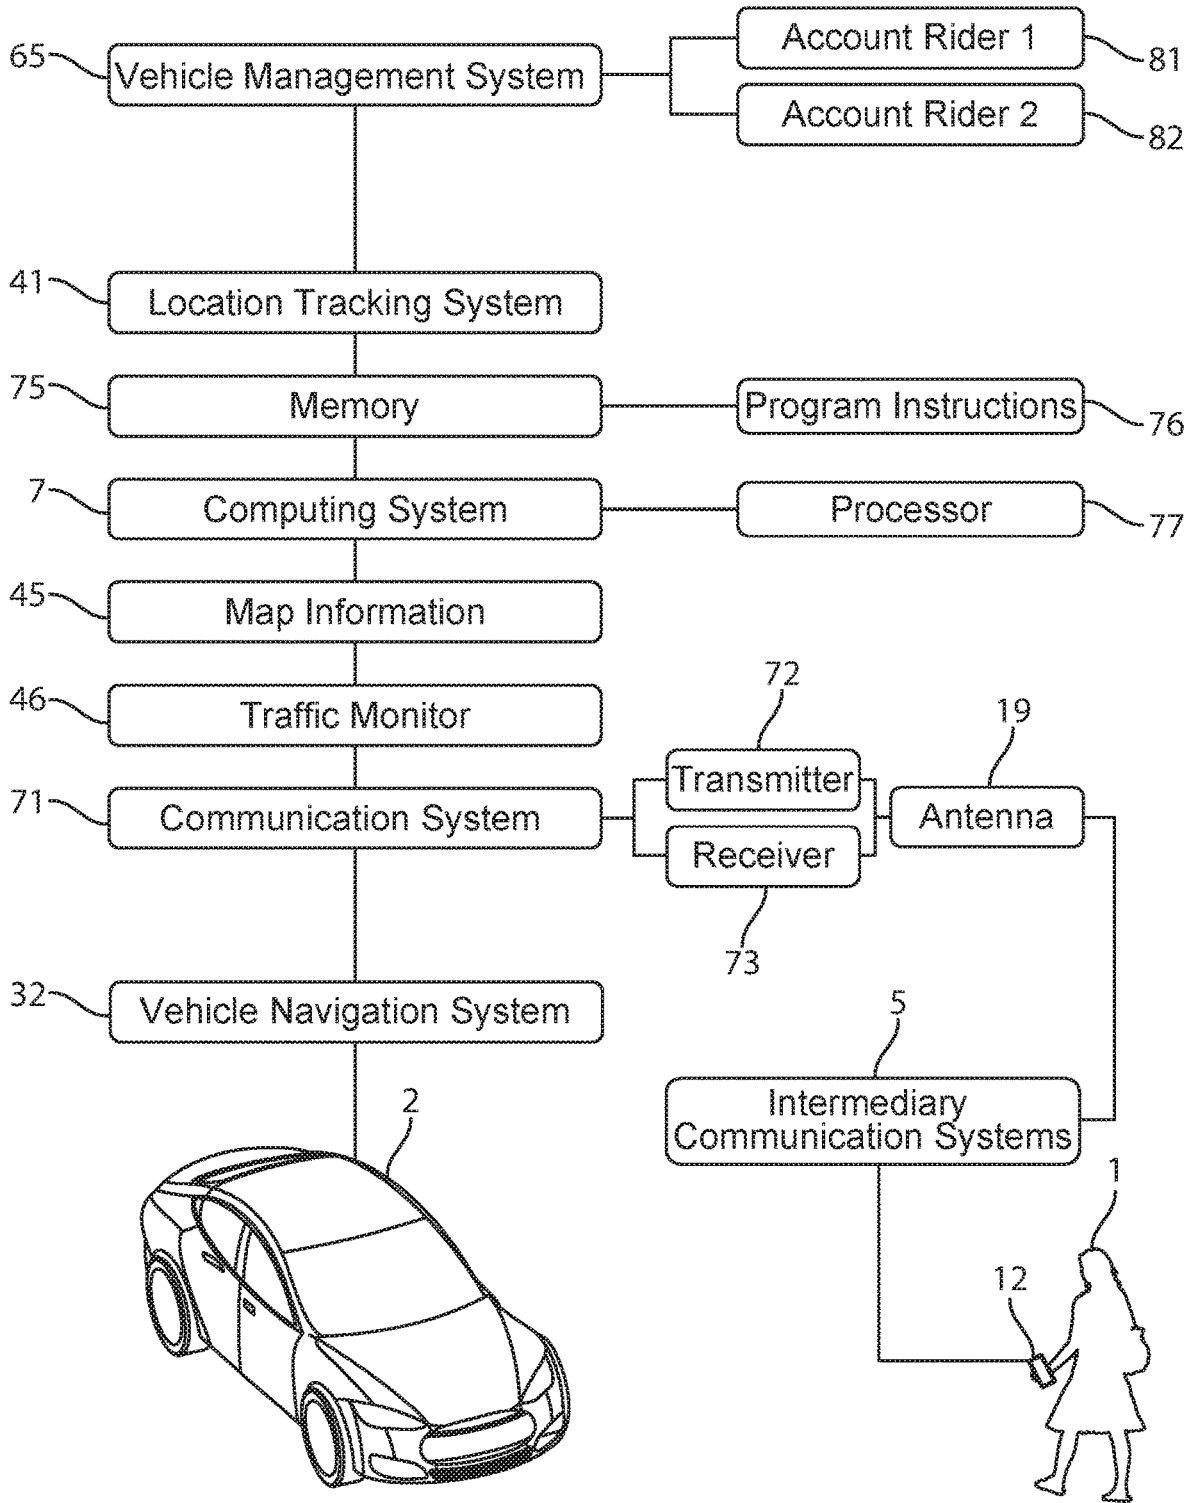 65
Vehicle Management System
Account Rider 1
81
Account Rider 2
82
41
Location Tracking System
75
Memory
Program Instructions
76
7
Computing System
Processor
77
45
Map Information
46
Traffic Monitor
72
19
71
Communication System
Transmitter
Receiver
Antenna
73
32
Vehicle Navigation System
5
Intermediary
Communication Systems
2
1
12